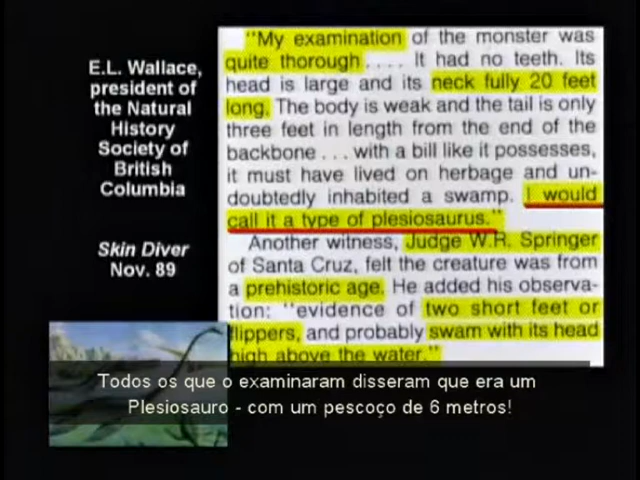 E.L. Wallace,
president of
the Natural
History
Society of
British
Columbia
Skin Diver
Nov. 89
"My examination of the monster was
quite thorough . . . . It had no teeth. Its
head is large and its neck fully 20 feet
long. The body is weak and the tail is only
three feet in length from the end of the
backbone . . . with a bill like it possesses,
it must have lived on herbage and un-
doubtedly inhabited a swamp. I would
call it a type of plesiosaurus."
Another witness, Judge W.R. Springer
of Santa Cruz, felt the creature was from
a prehistoric age. He added his observa-
tion: "evidence of two short feet or
flippers, and probably swam with its head
high above the water."
Todos os que o examinaram disseram que era um
Plesiosauro - com um pescoço de 6 metros!